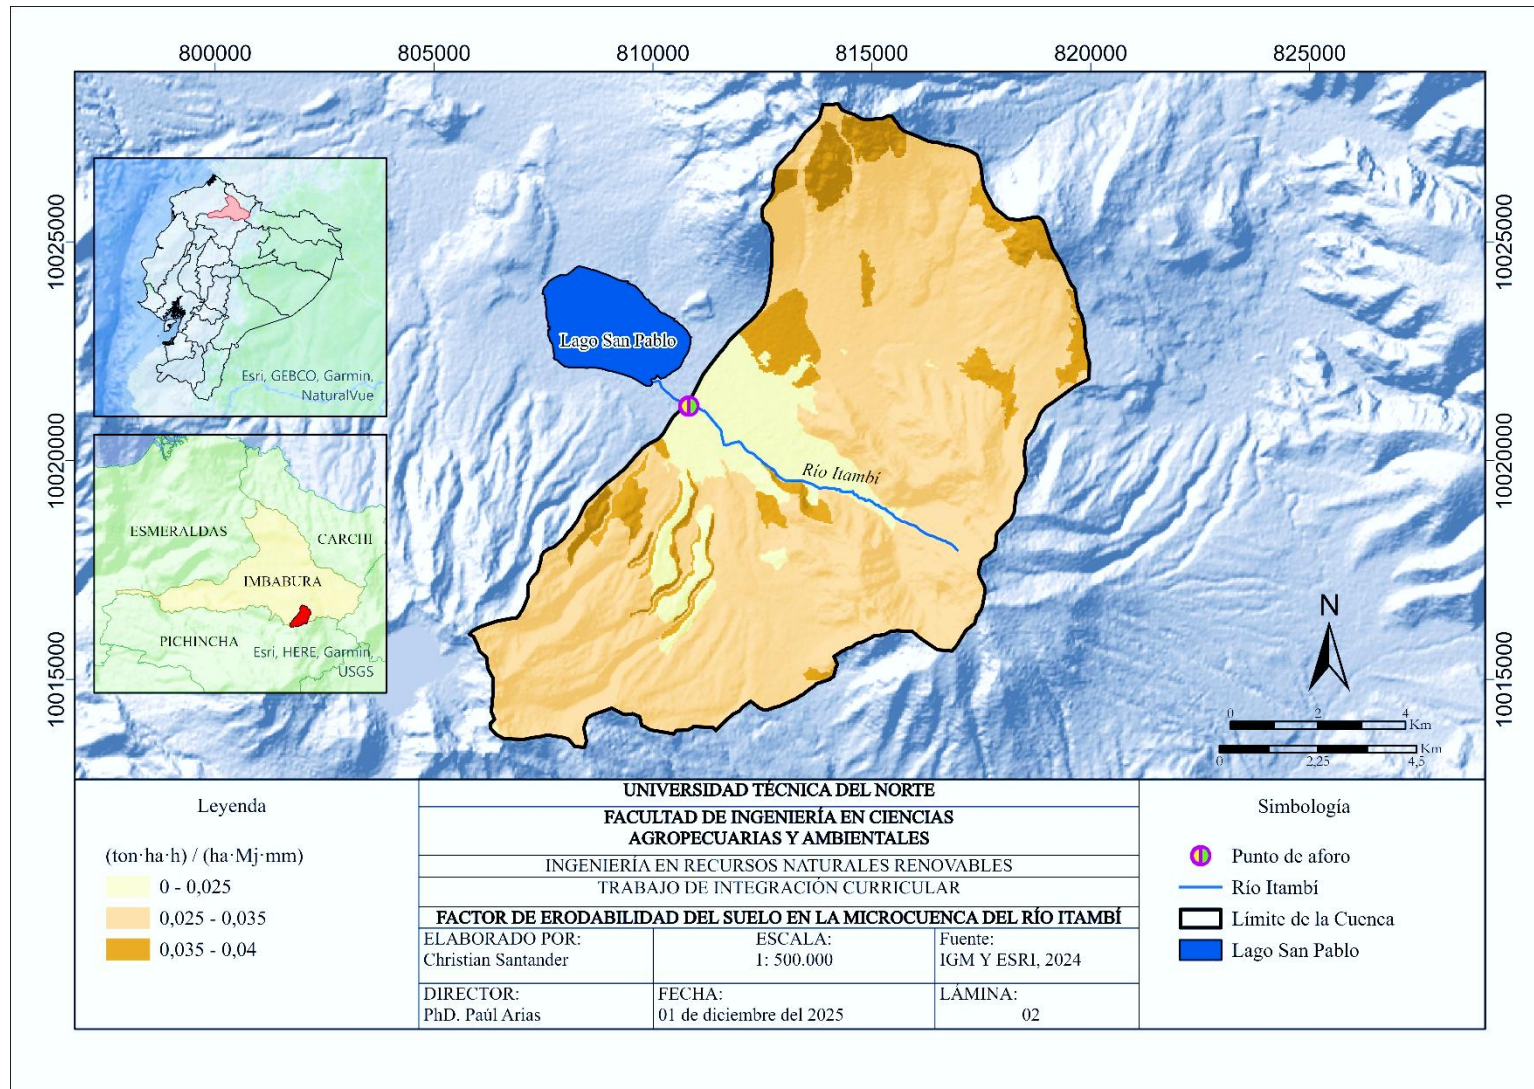 800000
805000
810000
815000
820000
825000
10025000
10025000
10020000
10020000
10015000
10015000
Esri, GEBCO, Garmin,
NaturalVue
ESMERALDAS
CARCHI
IMBABURA
PICHINCHA
Esri, HERE, Garmin,
USGS
Lago San Pablo
Río Itambí
N
0 2 4
Km
Km
0 2,25 4,5
Leyenda
(ton·ha·h) / (ha·Mj·mm)
0 - 0,025
0,025 - 0,035
0,035 - 0,04
UNIVERSIDAD TÉCNICA DEL NORTE
FACULTAD DE INGENIERÍA EN CIENCIAS
AGROPECUARIAS Y AMBIENTALES
INGENIERÍA EN RECURSOS NATURALES RENOVABLES
TRABAJO DE INTEGRACIÓN CURRICULAR
FACTOR DE ERODABILIDAD DEL SUELO EN LA MICROCUENCA DEL RÍO ITAMBÍ
ELABORADO POR:
Christian Santander
ESCALA:
1: 500.000
Fuente:
IGM Y ESRI, 2024
DIRECTOR:
PhD. Paúl Arias
FECHA:
01 de diciembre del 2025
LÁMINA:
02
Simbología
Punto de aforo
Río Itambí
Límite de la Cuenca
Lago San Pablo